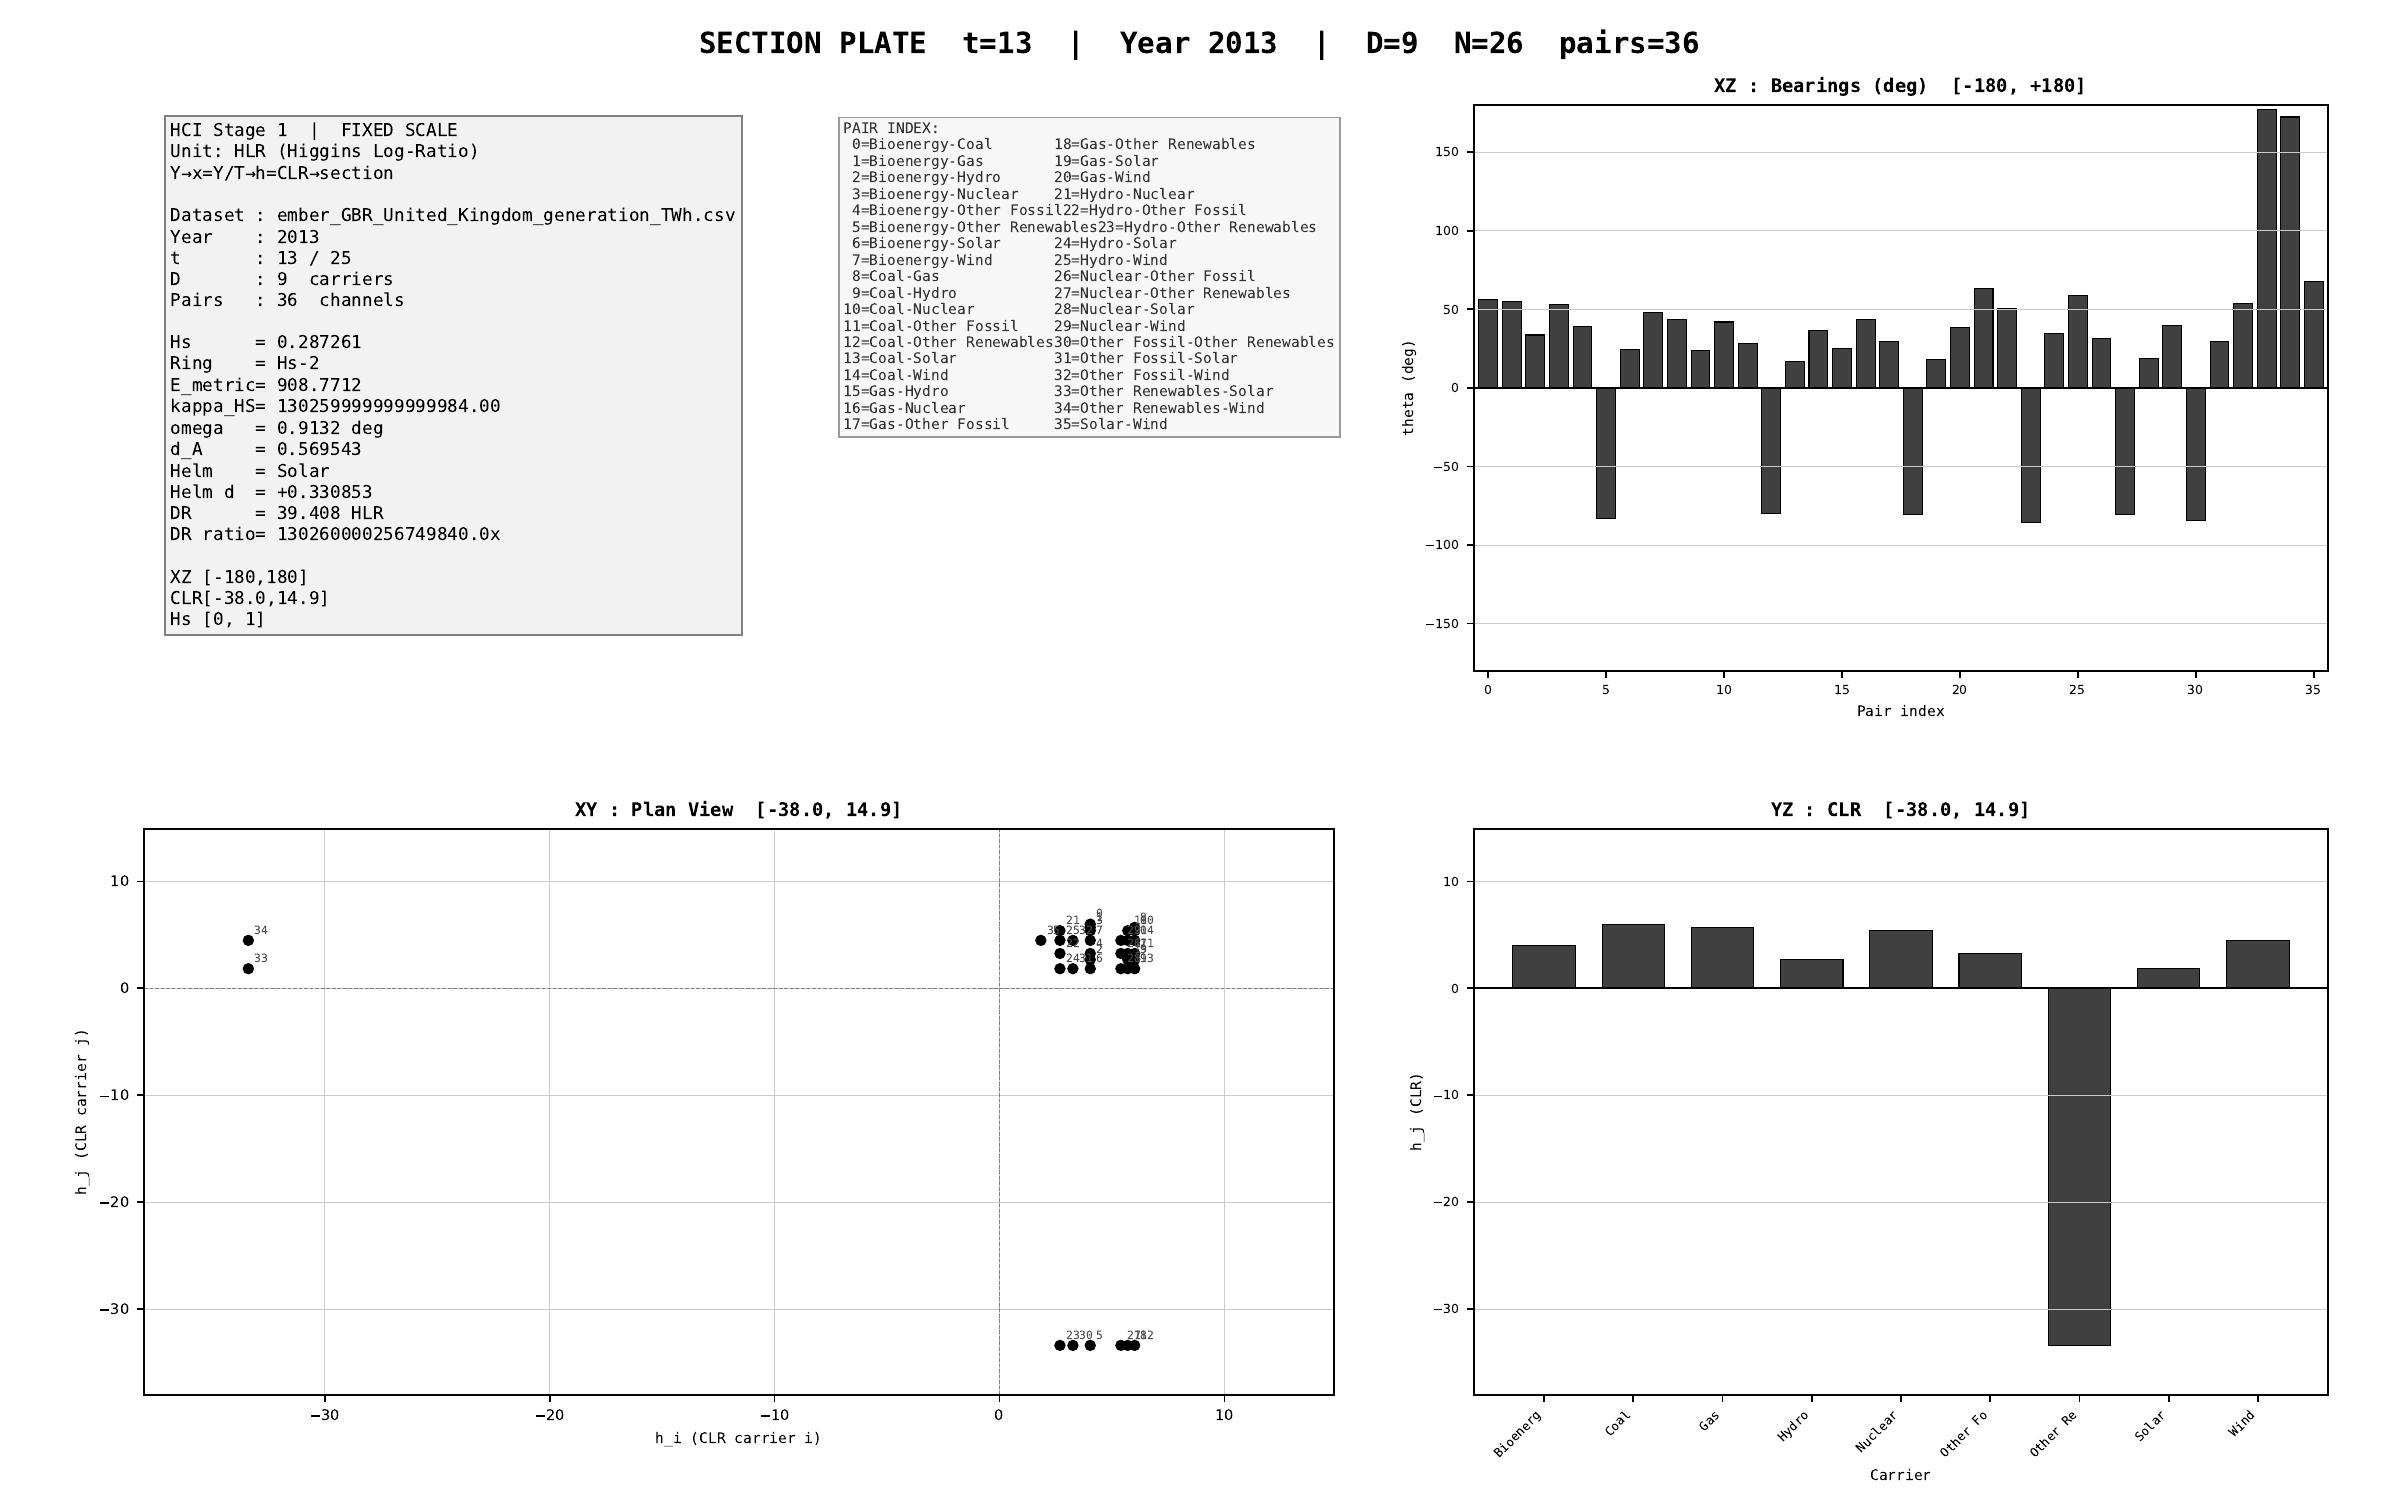 SECTION PLATE  t=13  |  Year 2013  |  D=9  N=26  pairs=36
HCI Stage 1  |  FIXED SCALE
Unit: HLR (Higgins Log-Ratio)
Y→x=Y/T→h=CLR→section
Dataset : ember_GBR_United_Kingdom_generation_TWh.csv
Year    : 2013
t       : 13 / 25
D       : 9  carriers
Pairs   : 36  channels
Hs      = 0.287261
Ring    = Hs-2
E_metric= 908.7712
kappa_HS= 130259999999999984.00
omega   = 0.9132 deg
d_A     = 0.569543
Helm    = Solar
Helm d  = +0.330853
DR      = 39.408 HLR
DR ratio= 130260000256749840.0x
XZ [-180,180]
CLR[-38.0,14.9]
Hs [0, 1]
PAIR INDEX:
0=Bioenergy-Coal 18=Gas-Other Renewables
1=Bioenergy-Gas 19=Gas-Solar
2=Bioenergy-Hydro 20=Gas-Wind
3=Bioenergy-Nuclear 21=Hydro-Nuclear
4=Bioenergy-Other Fossil22=Hydro-Other Fossil
5=Bioenergy-Other Renewables23=Hydro-Other Renewables
6=Bioenergy-Solar 24=Hydro-Solar
7=Bioenergy-Wind 25=Hydro-Wind
8=Coal-Gas 26=Nuclear-Other Fossil
9=Coal-Hydro 27=Nuclear-Other Renewables
10=Coal-Nuclear 28=Nuclear-Solar
11=Coal-Other Fossil 29=Nuclear-Wind
12=Coal-Other Renewables30=Other Fossil-Other Renewables
13=Coal-Solar 31=Other Fossil-Solar
14=Coal-Wind 32=Other Fossil-Wind
15=Gas-Hydro 33=Other Renewables-Solar
16=Gas-Nuclear 34=Other Renewables-Wind
17=Gas-Other Fossil 35=Solar-Wind
XZ : Bearings (deg)  [-180, +180]
theta (deg)
150
100
50
0
−50
−100
−150
0 5 10 15 20 25 30 35
Pair index
XY : Plan View  [-38.0, 14.9]
h_j (CLR carrier j)
10
0
−10
−20
−30
34
33
21
0
23 30 5
−30 −20 −10 0 10
h_i (CLR carrier i)
YZ : CLR  [-38.0, 14.9]
h_j (CLR)
10
0
−10
−20
−30
Bioenerg
Coal
Gas
Hydro
Nuclear
Other Fo
Other Re
Solar
Wind
Carrier